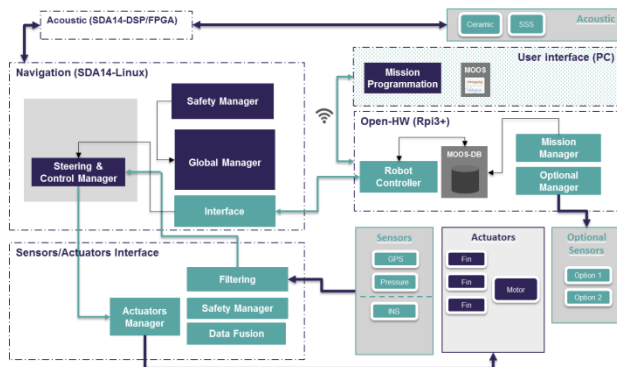 Acoustic (SDA14-DSP/FPGA)
Acoustic
Ceramic
SSS
Navigation (SDA14-Linux)
User interface (PC)
Safety Manager
Mission
Programmation
MOOS
Open-HW (Rpi3+)
Steering &
Control Manager
Global Manager
MOOS-DB
Mission
Manager
Robot
Controller
Optional
Manager
Interface
Sensors/Actuators Interface
Sensors
Actuators
Optional
Sensors
GPS
Fin
Filtering
Option 1
Pressure
Fin
Motor
Actuators
Manager
Safety Manager
INS
Fin
Option 2
Data Fusion